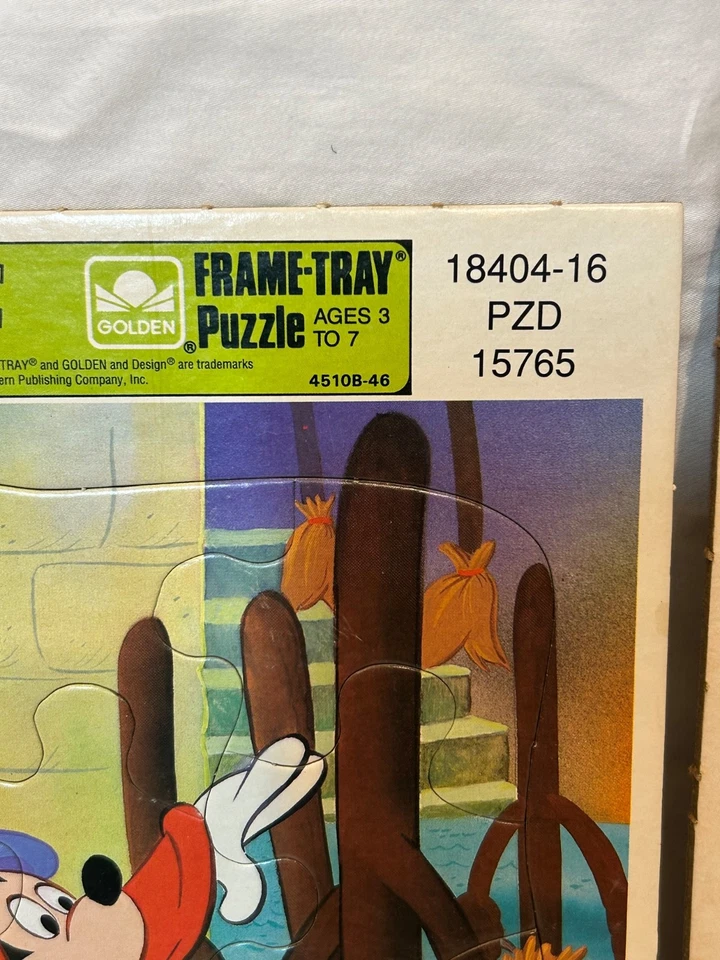 GOLDEN®
FRAME-TRAY®
Puzzle AGES 3
TO 7
TRAY® and GOLDEN and Design® are trademarks
Publishing Company, Inc.
4510B-46
18404-16
PZD
15765